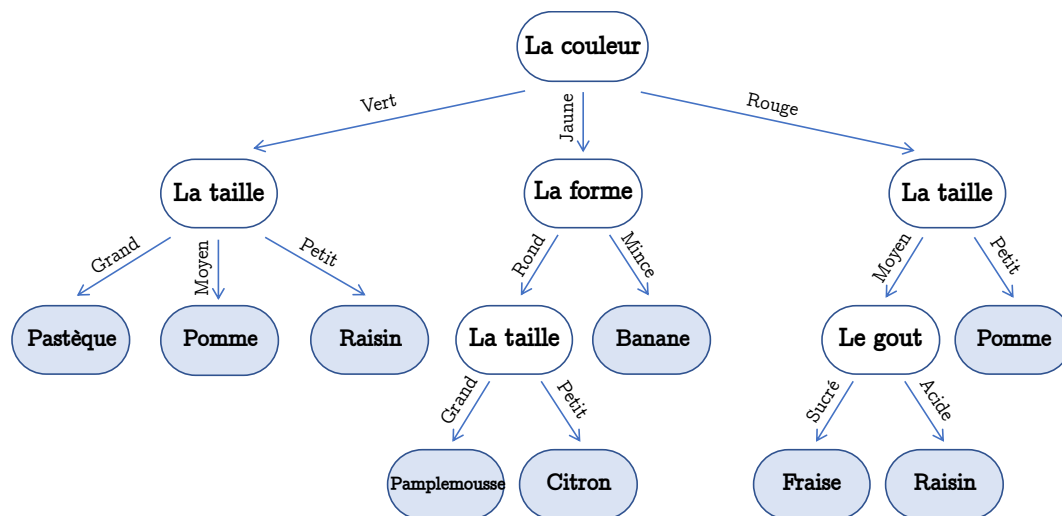 La couleur
Vert
Jaune
Rouge
La taille
La forme
La taille
Grand
Moyen
Petit
Rond
Mince
Moyen
Petit
Pastèque
Pomme
Raisin
La taille
Banane
Le gout
Pomme
Grand
Petit
Sucré
Acide
Pamplemousse
Citron
Fraise
Raisin